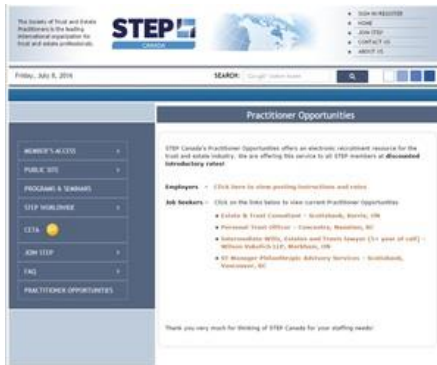 The Society of Trust and Estate
Practitioners is the leading
international organization for
trust and estate professionals.
STEP
CANADA
SIGN IN/REGISTER
HOME
JOIN STEP
CONTACT US
ABOUT US
Friday, July 8, 2016
SEARCH:
Practitioner Opportunities
MEMBER'S ACCESS
PUBLIC SITE
PROGRAMS & SEMINARS
STEP WORLDWIDE
CETA
JOIN STEP
FAQ
PRACTITIONER OPPORTUNITIES
STEP Canada's Practitioner Opportunities offers an electronic recruitment resource for the
trust and estate industry. We are offering this service to all STEP members at discounted
introductory rates!
Employers - Click here to view posting instructions and rates
Job Seekers - Click on the links below to view current Practitioner Opportunities
Estate & Trust Consultant - Scotiabank, Barrie, ON
Personal Trust Officer - Concentra, BC
Intermediate Wills, Estates and Trusts lawyer (5+ year of call) -
Wilson Vukelich LLP, Markham, ON
Manager Philanthropic Advisory Services - Scotiabank,
Vancouver, BC
Thank you very much for thinking of STEP Canada for your staffing needs!